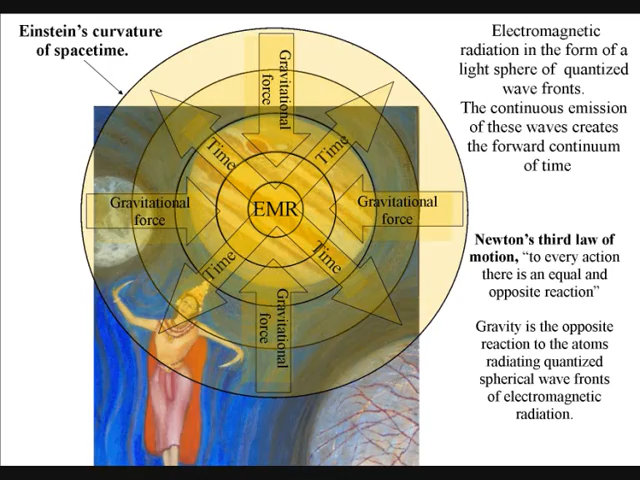 Einstein's curvature
of spacetime.
Electromagnetic
radiation in the form of a
light sphere of quantized
wave fronts.
The continuous emission
of these waves creates
the forward continuum
of time
Gravitational
force
Time
Time
Gravitational
force
EMR
Gravitational
force
Time
Time
Gravitational
force
Newton's third law of
motion, “to every action
there is an equal and
opposite reaction”
Gravity is the opposite
reaction to the atoms
radiating quantized
spherical wave fronts
of electromagnetic
radiation.